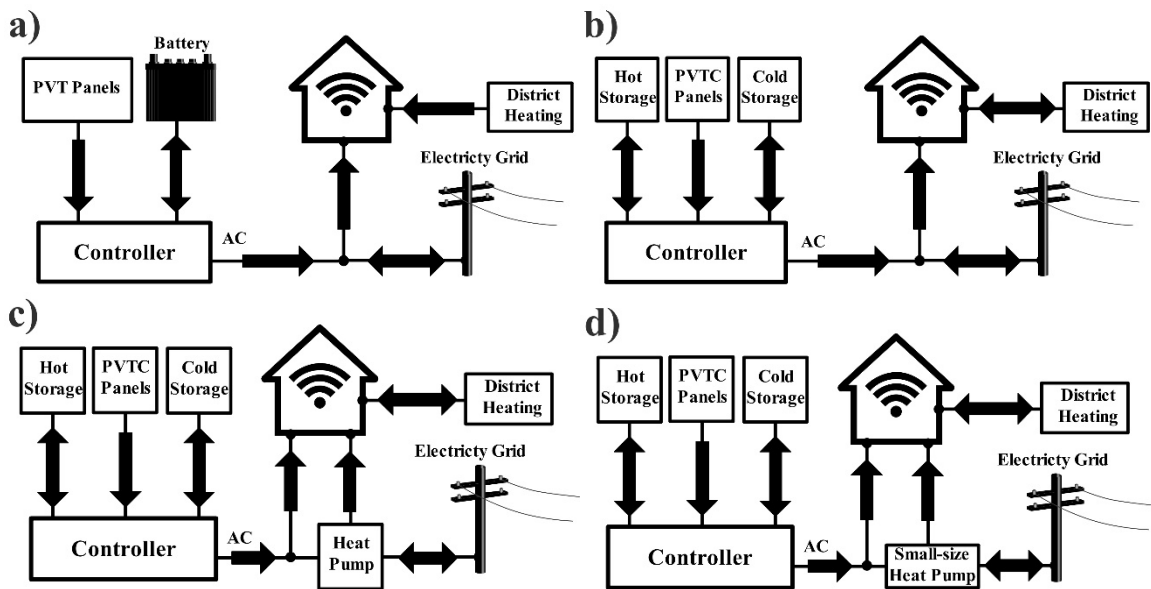 a)
Battery
PVT Panels
District
Heating
Electricty Grid
Controller
AC
b)
Hot
Storage
PVTC
Panels
Cold
Storage
District
Heating
Electricty Grid
Controller
AC
c)
Hot
Storage
PVTC
Panels
Cold
Storage
District
Heating
Electricty Grid
Controller
AC
Heat
Pump
d)
Hot
Storage
PVTC
Panels
Cold
Storage
District
Heating
Electricty Grid
Controller
AC
Small-size
Heat Pump